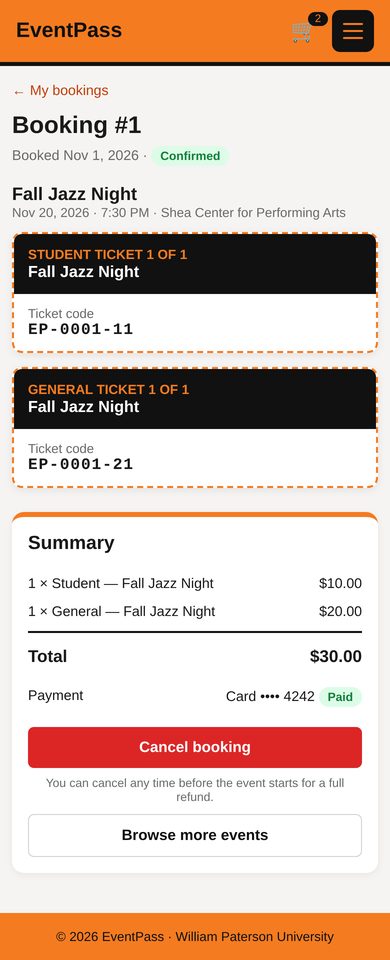 EventPass
2
← My bookings
Booking #1
Booked Nov 1, 2026 · Confirmed
Fall Jazz Night
Nov 20, 2026 · 7:30 PM · Shea Center for Performing Arts
STUDENT TICKET 1 OF 1
Fall Jazz Night
Ticket code
EP-0001-11
GENERAL TICKET 1 OF 1
Fall Jazz Night
Ticket code
EP-0001-21
Summary
1 × Student — Fall Jazz Night $10.00
1 × General — Fall Jazz Night $20.00
Total $30.00
Payment Card •••• 4242 Paid
Cancel booking
You can cancel any time before the event starts for a full
refund.
Browse more events
© 2026 EventPass · William Paterson University